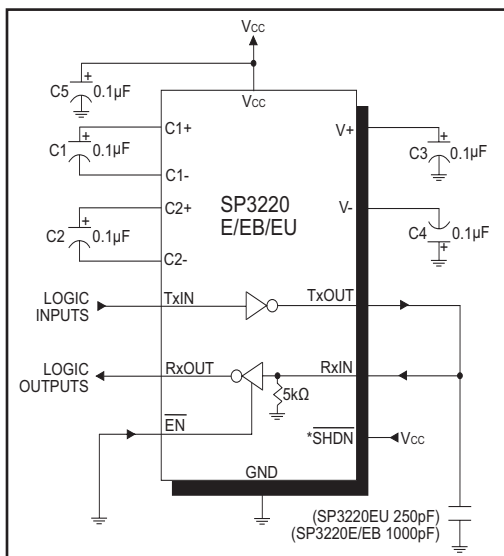 VCC
C5
+
0.1µF
VCC
C1
+
0.1µF
C1+
C1-
C2
+
0.1µF
C2+
C2-
SP3220
E/EB/EU
V+
C3
+
0.1µF
V-
C4
+
0.1µF
LOGIC
INPUTS
TxIN
TxOUT
LOGIC
OUTPUTS
RxOUT
RxIN
5kΩ
EN
*SHDN
VCC
GND
(SP3220EU 250pF)
(SP3220E/EB 1000pF)